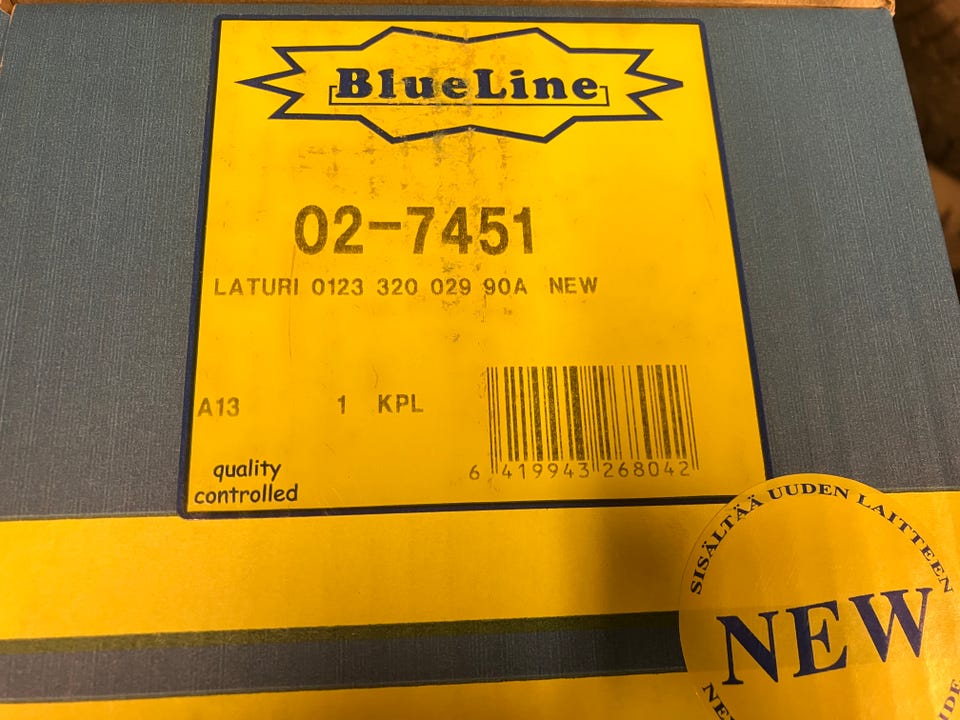 BlueLine
02-7451
LATURI 0123 320 029 90A NEW
A13 1 KPL
6 419943 268042
quality
controlled
SISÄLTÄÄ UUDEN LAITTEEN
NEW